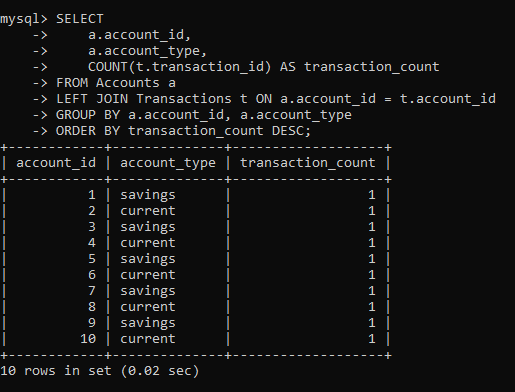 mysql> SELECT
    ->     a.account_id,
    ->     a.account_type,
    ->     COUNT(t.transaction_id) AS transaction_count
    -> FROM Accounts a
    -> LEFT JOIN Transactions t ON a.account_id = t.account_id
    -> GROUP BY a.account_id, a.account_type
    -> ORDER BY transaction_count DESC;
+------------+--------------+-------------------+
| account_id | account_type | transaction_count |
+------------+--------------+-------------------+
|          1 | savings      |                 1 |
|          2 | current      |                 1 |
|          3 | savings      |                 1 |
|          4 | current      |                 1 |
|          5 | savings      |                 1 |
|          6 | current      |                 1 |
|          7 | savings      |                 1 |
|          8 | current      |                 1 |
|          9 | savings      |                 1 |
|         10 | current      |                 1 |
+------------+--------------+-------------------+
10 rows in set (0.02 sec)